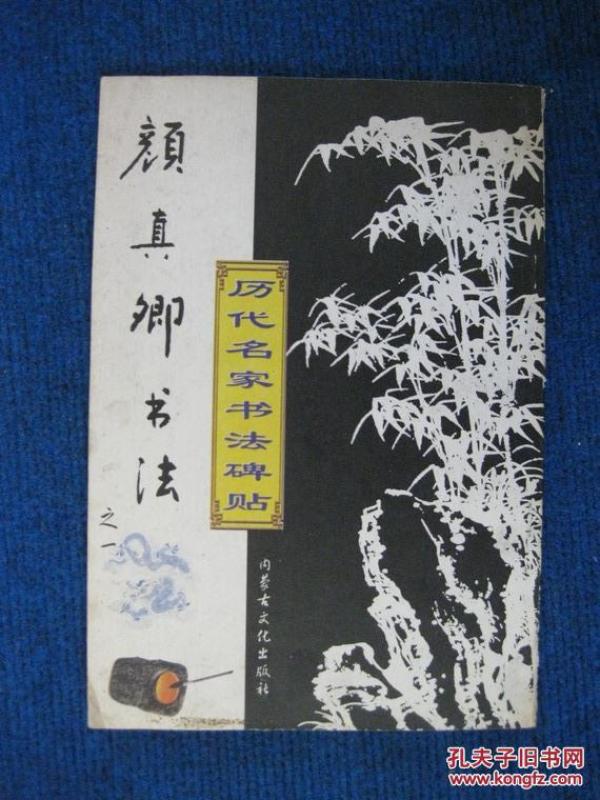 顔真卿书法
之一
历代名家书法碑贴
内蒙古文化出版社
孔夫子旧书网
www.kongfz.com